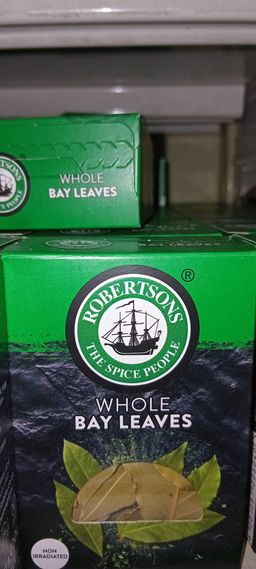 WHOLE
BAY LEAVES
ROBERTSONS
®
THE SPICE PEOPLE
WHOLE
BAY LEAVES
NON
IRRADIATED